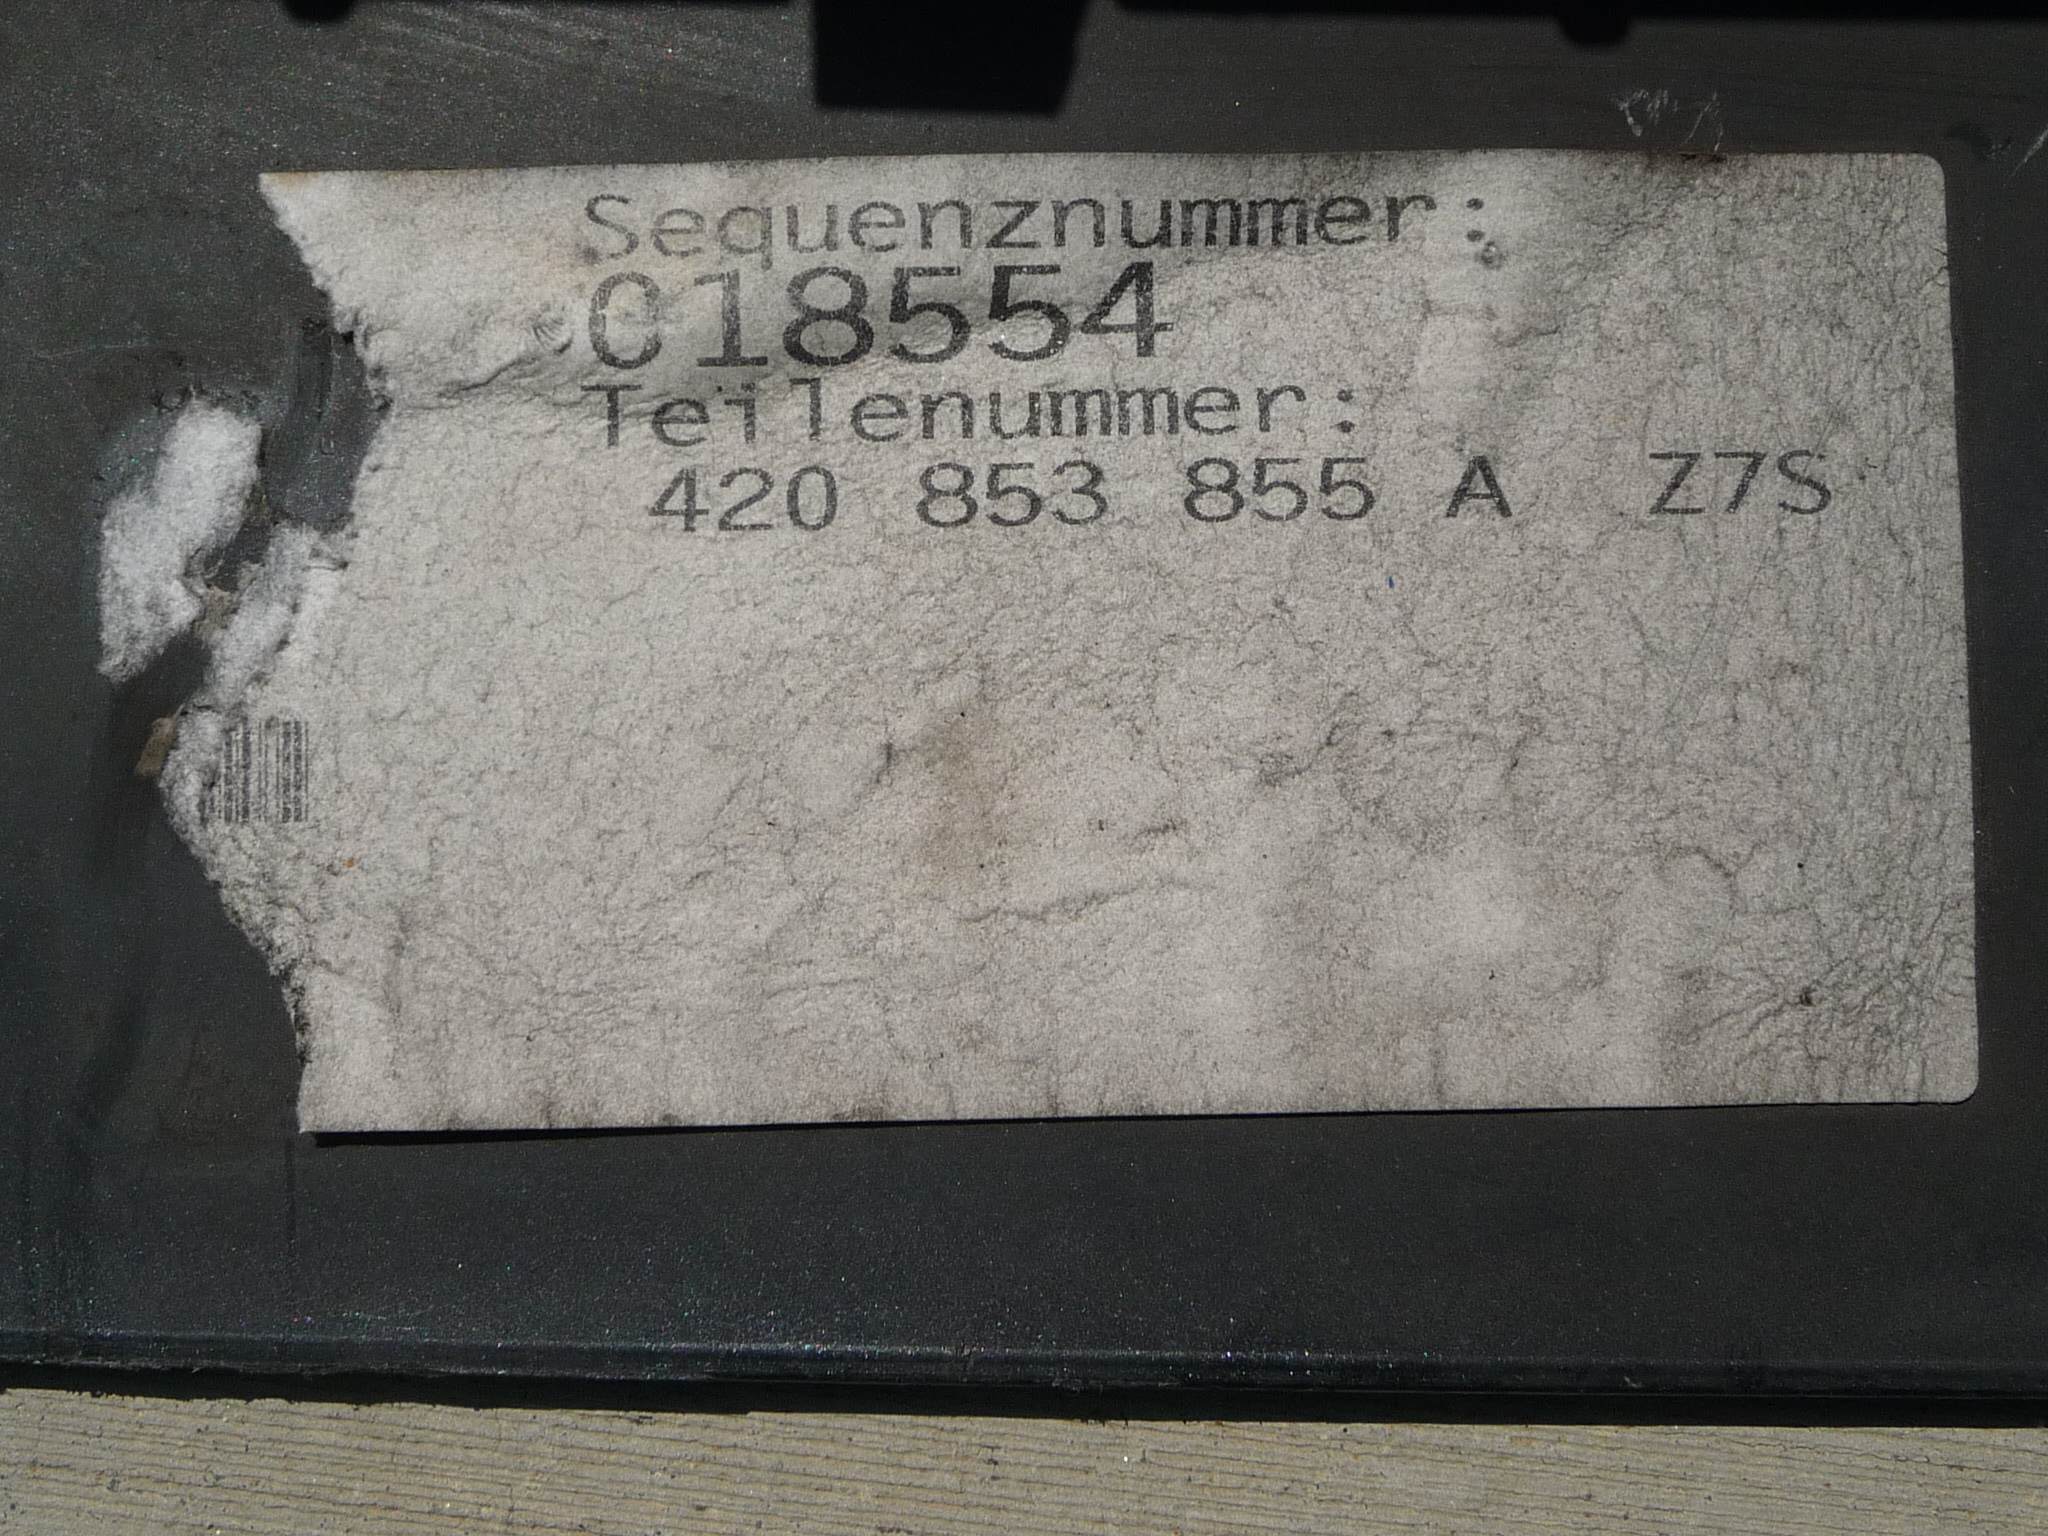 Sequenznummer:
018554
Teilenummer:
420 853 855 A Z7S